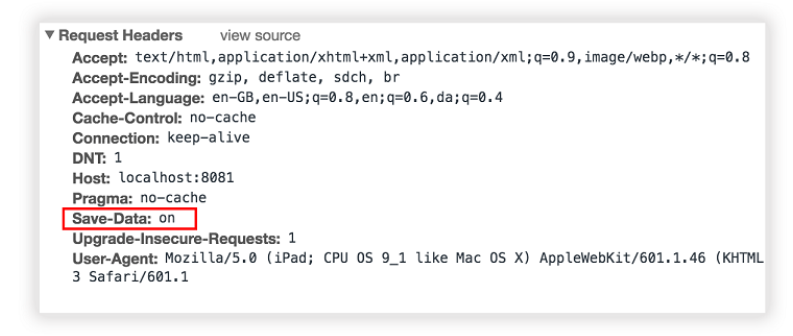 ▼ Request Headers view source
Accept: text/html,application/xhtml+xml,application/xml;q=0.9,image/webp,*/*;q=0.8
Accept-Encoding: gzip, deflate, sdch, br
Accept-Language: en-GB,en-US;q=0.8,en;q=0.6,da;q=0.4
Cache-Control: no-cache
Connection: keep-alive
DNT: 1
Host: localhost:8081
Pragma: no-cache
Save-Data: on
Upgrade-Insecure-Requests: 1
User-Agent: Mozilla/5.0 (iPad; CPU OS 9_1 like Mac OS X) AppleWebKit/601.1.46 (KHTML
3 Safari/601.1